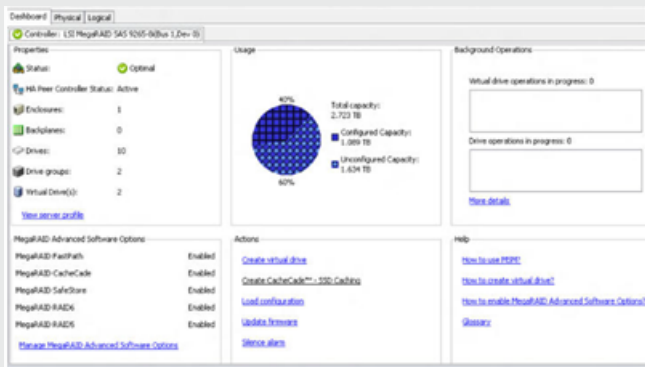 Dashboard Physical Logical
Controller: LSI MegaRAID SAS 9265-8i(Bus 1,Dev 0)
Properties
Status: Optimal
HA Peer Controller Status: Active
Enclosures: 1
Backplanes: 0
Drives: 10
Drive groups: 2
Virtual Drive(s): 2
View server profile
Usage
40%
60%
Total capacity:
2.723 TB
Configured Capacity:
1.089 TB
Unconfigured Capacity:
1.634 TB
Background Operations
Virtual drive operations in progress: 0
Drive operations in progress: 0
More details
MegaRAID Advanced Software Options
MegaRAID FastPath Enabled
MegaRAID CacheCade Enabled
MegaRAID SafeStore Enabled
MegaRAID RAID6 Enabled
MegaRAID RAID5 Enabled
Manage MegaRAID Advanced Software Options
Actions
Create virtual drive
Create CacheCade™ - SSD Caching
Load configuration
Update firmware
Silence alarm
Help
How to use MSM?
How to create virtual drive?
How to enable MegaRAID Advanced Software Options?
Glossary